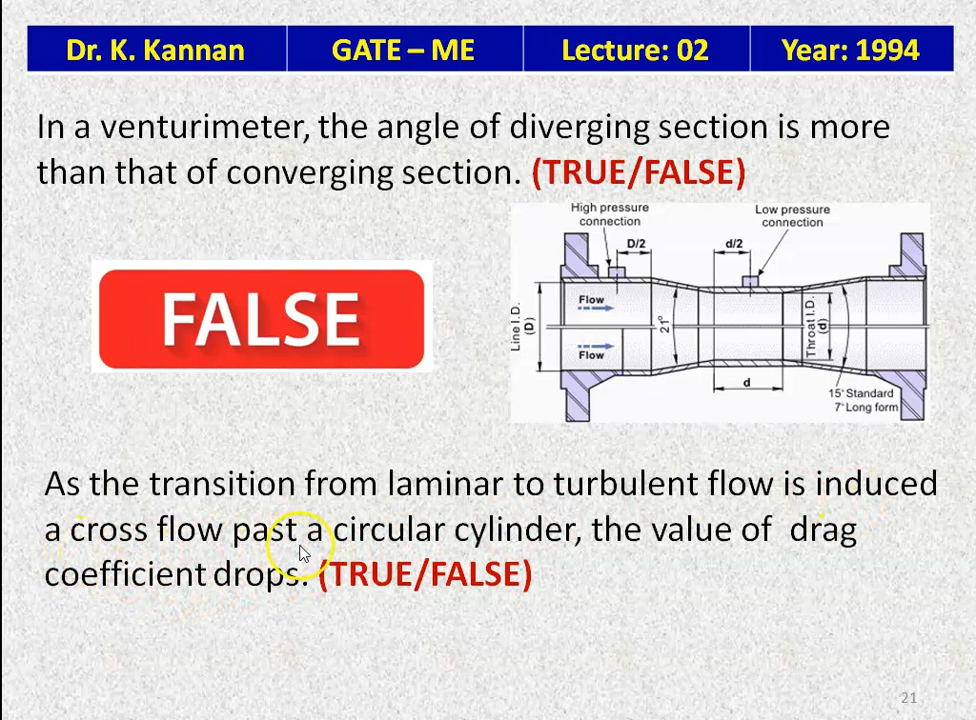 Dr. K. Kannan GATE – ME Lecture: 02 Year: 1994
In a venturimeter, the angle of diverging section is more
than that of converging section. (TRUE/FALSE)
FALSE
High pressure
connection
Low pressure
connection
D/2
d/2
Line I.D.
(D)
Flow
Flow
21°
d
Throat I.D.
(d)
15° Standard
7° Long form
As the transition from laminar to turbulent flow is induced
a cross flow past a circular cylinder, the value of drag
coefficient drops. (TRUE/FALSE)
21